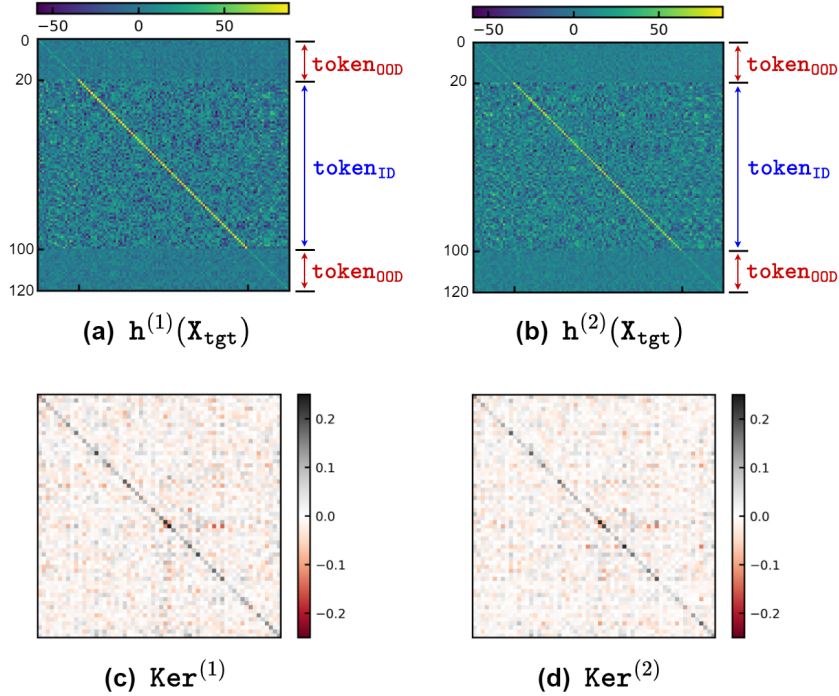 −50 0 50
0
20
100
120
token_OOD
token_ID
token_OOD
(a) h^(1)(X_tgt)
−50 0 50
0
20
100
120
token_OOD
token_ID
token_OOD
(b) h^(2)(X_tgt)
0.2
0.1
0.0
−0.1
−0.2
(c) Ker^(1)
0.2
0.1
0.0
−0.1
−0.2
(d) Ker^(2)